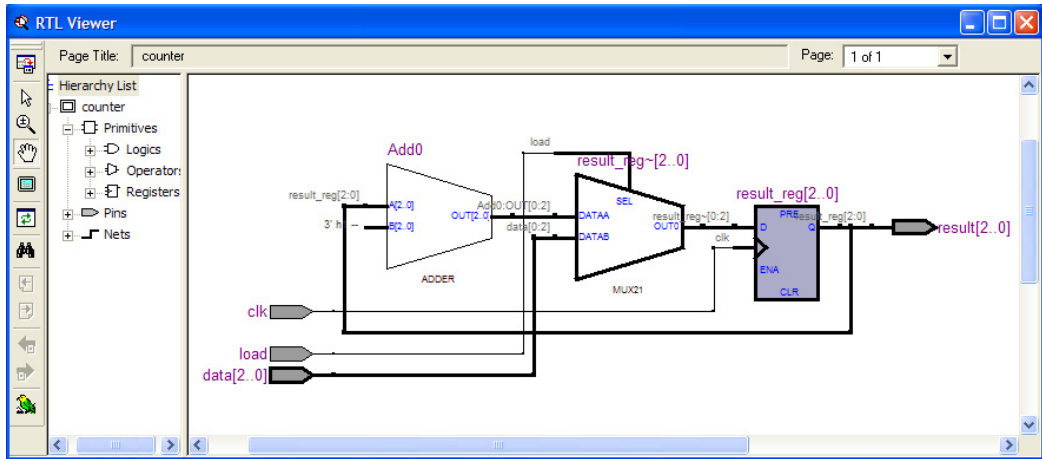 RTL Viewer
Page Title: counter
Page: 1 of 1
Hierarchy List
counter
Primitives
Logics
Operator
Registers
Pins
Nets
load
Add0
result_reg~[2..0]
result_reg[2..0]
result_reg[2:0]
A[2..0]
B[2..0]
OUT[2..0]
3' h
ADDER
Add0:OUT[0:2]
data[0:2]
SEL
DATAA
DATAB
OUT0
MUX21
result_reg~[0:2]
clk
PRE
D
Q
ENA
CLR
result_reg[2:0]
result[2..0]
clk
load
data[2..0]